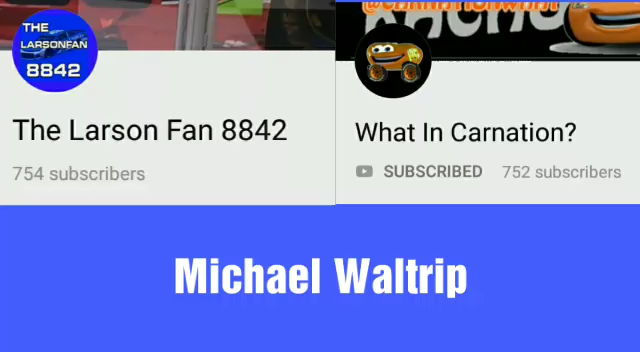 THE
LARSONFAN
8842
The Larson Fan 8842
754 subscribers
What In Carnation?
SUBSCRIBED 752 subscribers
Michael Waltrip